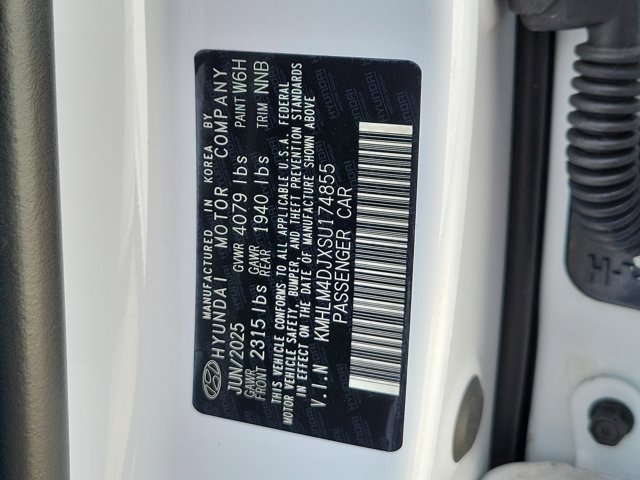 MANUFACTURED IN KOREA BY
HYUNDAI MOTOR COMPANY
JUN/2025 GVWR 4079 lbs PAINT W6H
GAWR FRONT 2315 lbs GAWR REAR 1940 lbs TRIM NNB
THIS VEHICLE CONFORMS TO ALL APPLICABLE U.S.A. FEDERAL
MOTOR VEHICLE SAFETY, BUMPER, AND THEFT PREVENTION STANDARDS
IN EFFECT ON THE DATE OF MANUFACTURE SHOWN ABOVE
V.I.N KMHLM4DJXSU174855
PASSENGER CAR